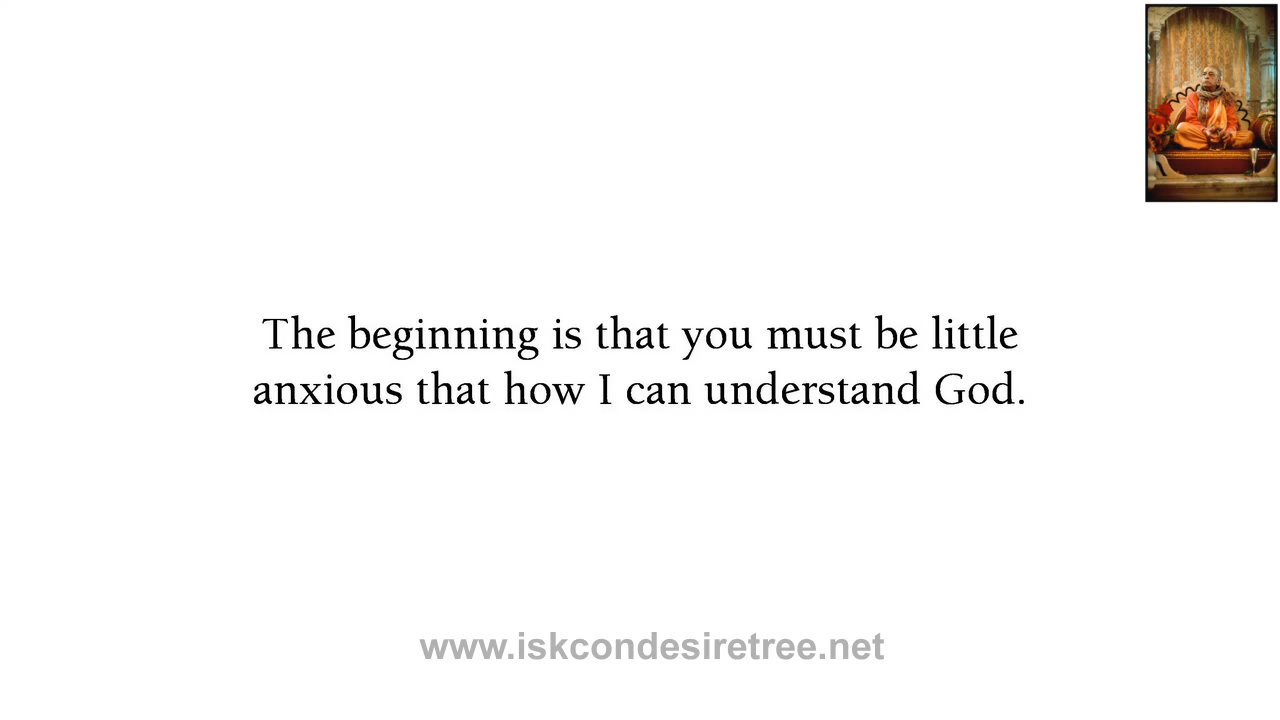 The beginning is that you must be little
anxious that how I can understand God.
www.iskcondesiretree.net